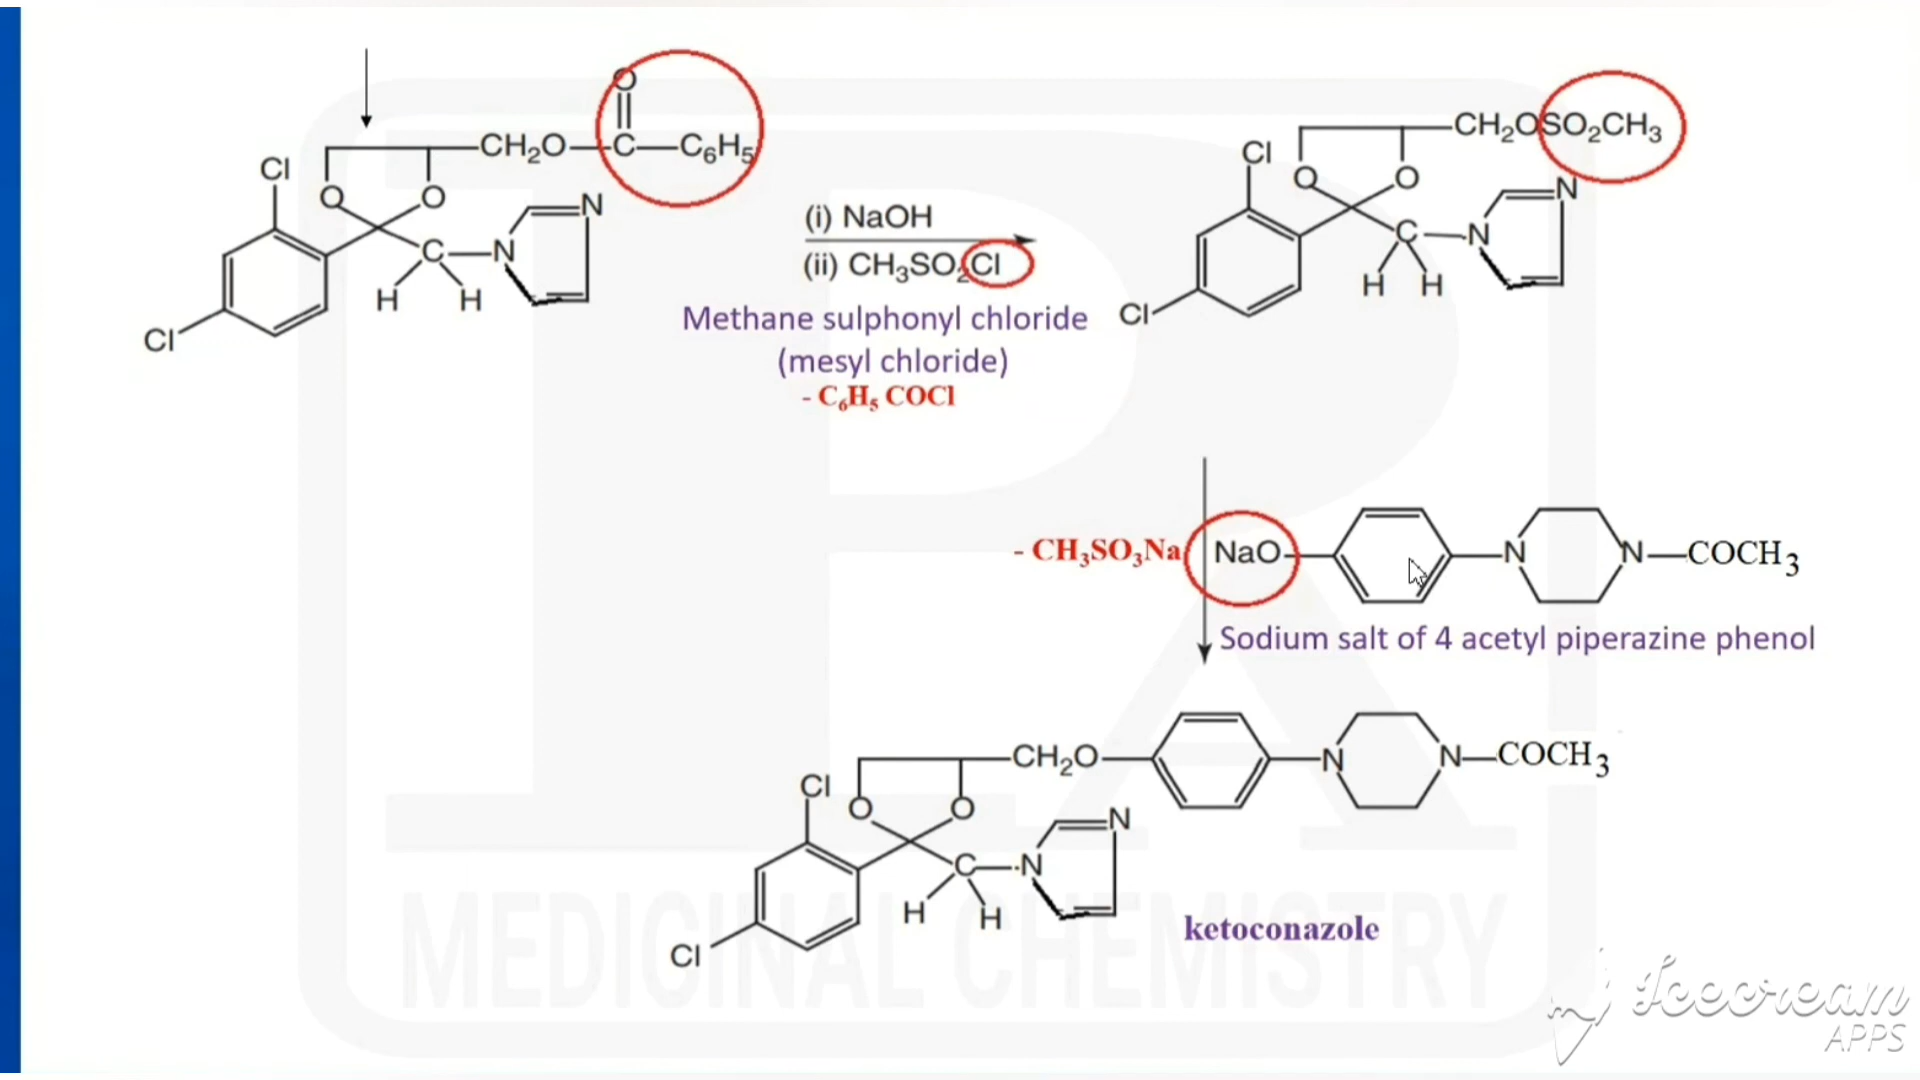 O
CH₂O—C—C₆H₅
Cl
O O
N
C—N
H H
Cl
(i) NaOH
(ii) CH₃SO₂Cl
Methane sulphonyl chloride
(mesyl chloride)
- C₆H₅ COCl
CH₂OSO₂CH₃
Cl
O O
N
C—N
H H
Cl
- CH₃SO₃Na
NaO— —N N—COCH₃
Sodium salt of 4 acetyl piperazine phenol
CH₂O— —N N—COCH₃
Cl
O O
N
C—N
H H
Cl
ketoconazole
MEDICINAL CHEMISTRY
Icecream
APPS